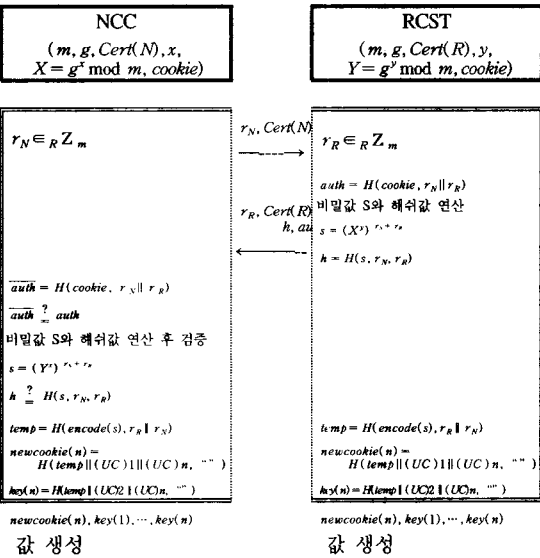 NCC
(m, g, Cert(N), x,
X = g^x mod m, cookie)
RCST
(m, g, Cert(R), y,
Y = g^y mod m, cookie)
r_N ∈_R Z_m
r_N, Cert(N)
r_R ∈_R Z_m
auth = H(cookie, r_N || r_R)
r_R, Cert(R)
h, au
비밀값 S와 해쉬값 연산
s = (X^y)^{r_N + r_R}
h = H(s, r_N, r_R)
auth = H(cookie, r_N || r_R)
auth ?= auth
비밀값 S와 해쉬값 연산 후 검증
s = (Y^x)^{r_N + r_R}
h ?= H(s, r_N, r_R)
temp = H(encode(s), r_R || r_N)
newcookie(n) =
H(temp||(UC)1||(UC)n, "")
key(n) = H(temp || (UC)2 || (UC)n, "")
temp = H(encode(s), r_R || r_N)
newcookie(n) =
H(temp||(UC)1||(UC)n, "")
key(n) = H(temp || (UC)2 || (UC)n, "")
newcookie(n), key(1), ⋯, key(n)
값 생성
newcookie(n), key(1), ⋯, key(n)
값 생성